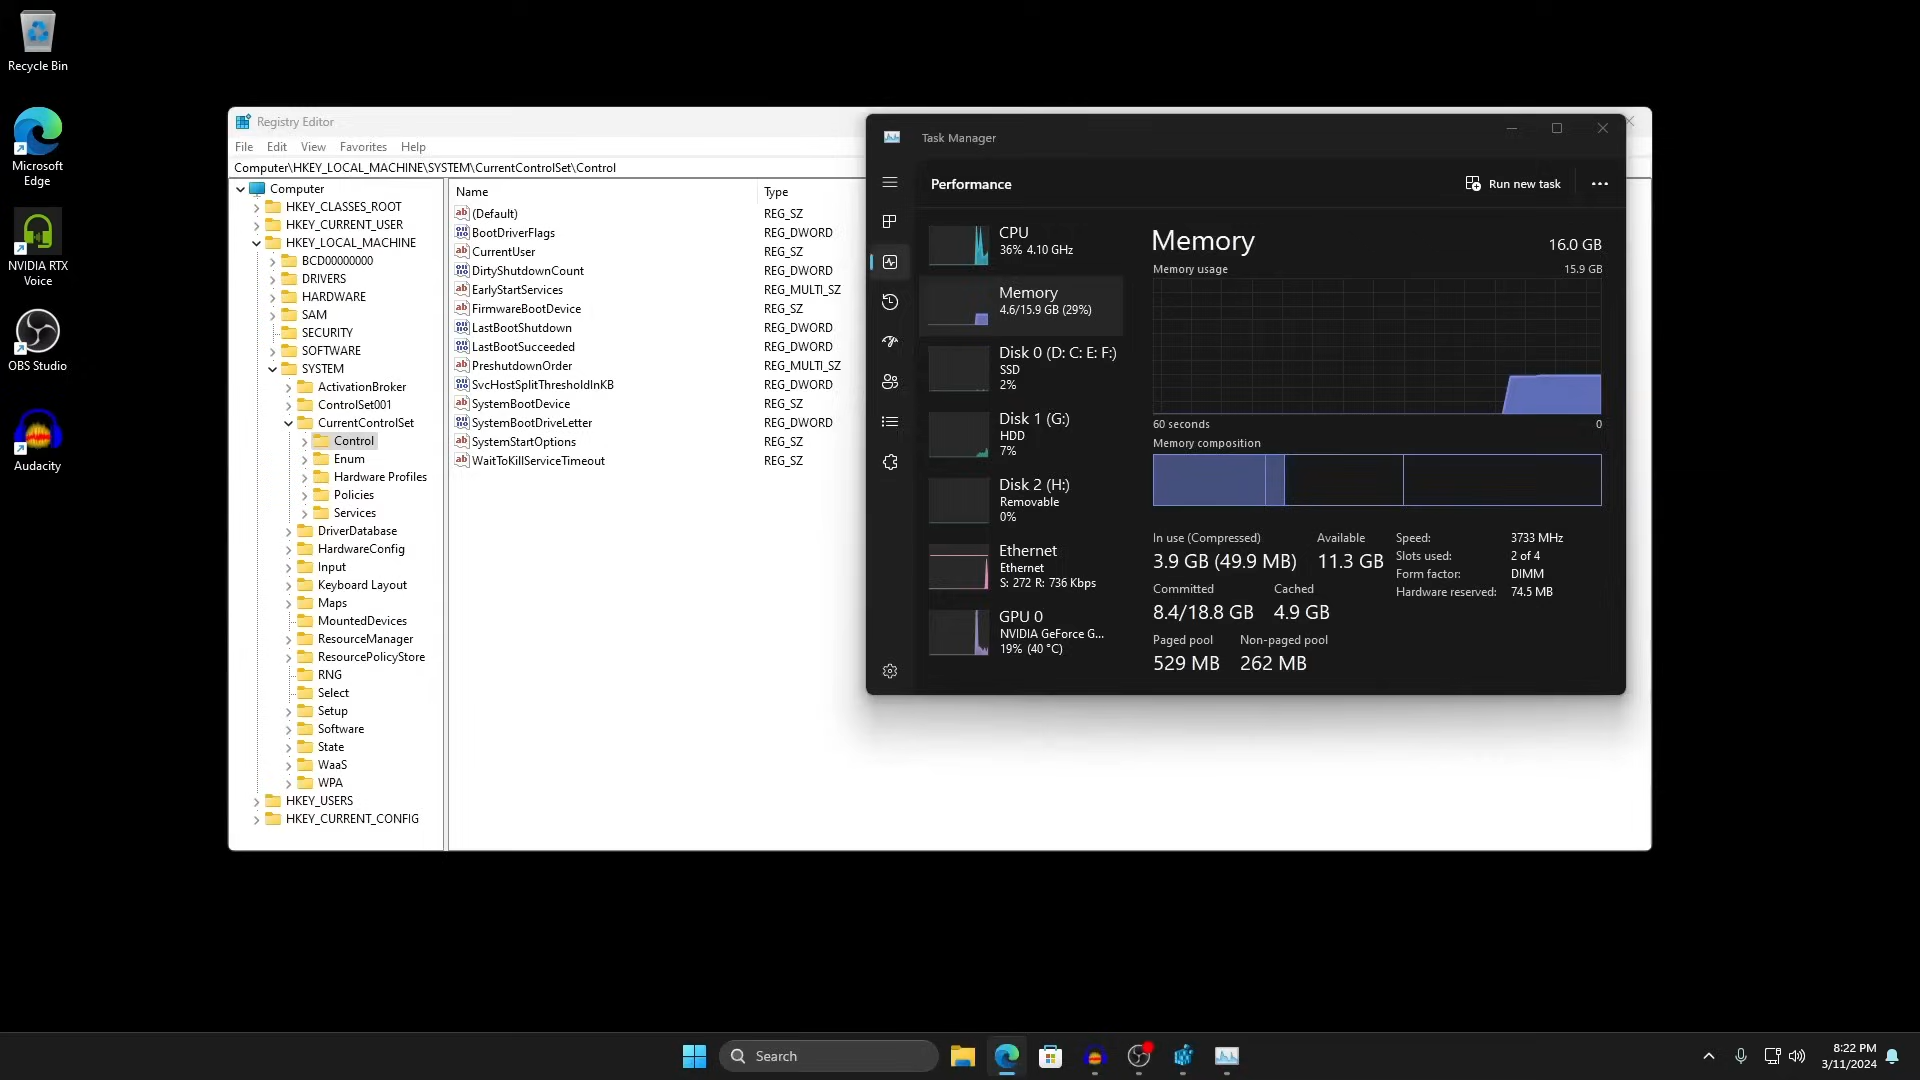 Recycle Bin
Microsoft
Edge
NVIDIA RTX
Voice
OBS Studio
Audacity
Registry Editor
File Edit View Favorites Help
Computer\HKEY_LOCAL_MACHINE\SYSTEM\CurrentControlSet\Control
Computer
HKEY_CLASSES_ROOT
HKEY_CURRENT_USER
HKEY_LOCAL_MACHINE
BCD00000000
DRIVERS
HARDWARE
SAM
SECURITY
SOFTWARE
SYSTEM
ActivationBroker
ControlSet001
CurrentControlSet
Control
Enum
Hardware Profiles
Policies
Services
DriverDatabase
HardwareConfig
Input
Keyboard Layout
Maps
MountedDevices
ResourceManager
ResourcePolicyStore
RNG
Select
Setup
Software
State
WaaS
WPA
HKEY_USERS
HKEY_CURRENT_CONFIG
Name Type
(Default) REG_SZ
BootDriverFlags REG_DWORD
CurrentUser REG_SZ
DirtyShutdownCount REG_DWORD
EarlyStartServices REG_MULTI_SZ
FirmwareBootDevice REG_SZ
LastBootShutdown REG_DWORD
LastBootSucceeded REG_DWORD
PreshutdownOrder REG_MULTI_SZ
SvcHostSplitThresholdInKB REG_DWORD
SystemBootDevice REG_SZ
SystemBootDriveLetter REG_DWORD
SystemStartOptions REG_SZ
WaitToKillServiceTimeout REG_SZ
Task Manager
Performance Run new task
CPU
36% 4.10 GHz
Memory
4.6/15.9 GB (29%)
Disk 0 (D: C: E: F:)
SSD
2%
Disk 1 (G:)
HDD
7%
Disk 2 (H:)
Removable
0%
Ethernet
Ethernet
S: 272 R: 736 Kbps
GPU 0
NVIDIA GeForce G...
19% (40 °C)
Memory 16.0 GB
Memory usage 15.9 GB
60 seconds 0
Memory composition
In use (Compressed) Available
3.9 GB (49.9 MB) 11.3 GB
Committed Cached
8.4/18.8 GB 4.9 GB
Paged pool Non-paged pool
529 MB 262 MB
Speed: 3733 MHz
Slots used: 2 of 4
Form factor: DIMM
Hardware reserved: 74.5 MB
Search
8:22 PM
3/11/2024